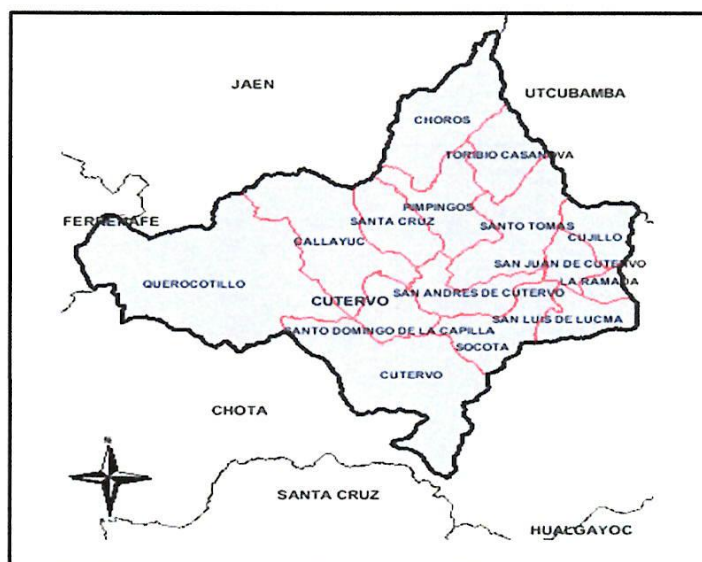 JAEN
UTCUBAMBA
CHOROS
TORIBIO CASANOVA
PIMPINGOS
FERREÑAFE
SANTA CRUZ
SANTO TOMAS
CUJILLO
CALLAYUC
SAN JUAN DE CUTERVO
QUEROCOTILLO
LA RAMADA
CUTERVO
SAN ANDRES DE CUTERVO
SAN LUIS DE LUCMA
SANTO DOMINGO DE LA CAPILLA
SOCOTA
CUTERVO
CHOTA
N
SANTA CRUZ
HUALGAYOC